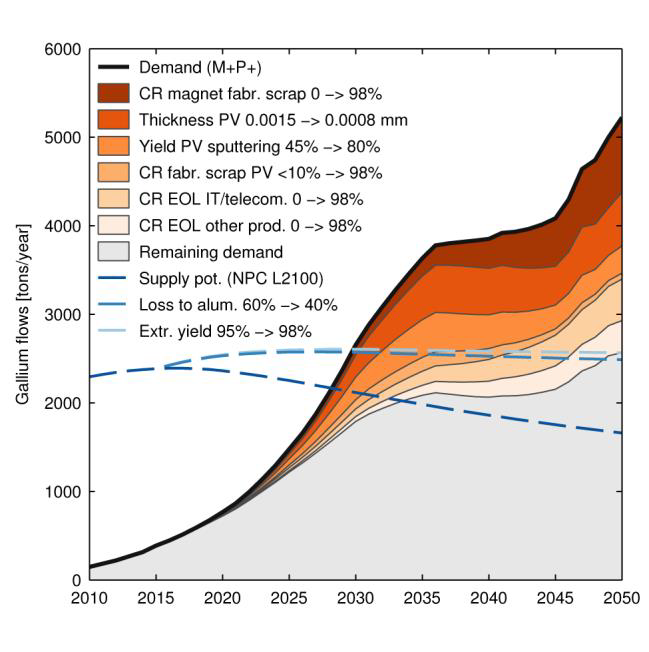 6000
5000
4000
3000
2000
1000
0
Gallium flows [tons/year]
Demand (M+P+)
CR magnet fabr. scrap 0 –> 98%
Thickness PV 0.0015 –> 0.0008 mm
Yield PV sputtering 45% –> 80%
CR fabr. scrap PV <10% –> 98%
CR EOL IT/telecom. 0 –> 98%
CR EOL other prod. 0 –> 98%
Remaining demand
Supply pot. (NPC L2100)
Loss to alum. 60% –> 40%
Extr. yield 95% –> 98%
2010 2015 2020 2025 2030 2035 2040 2045 2050